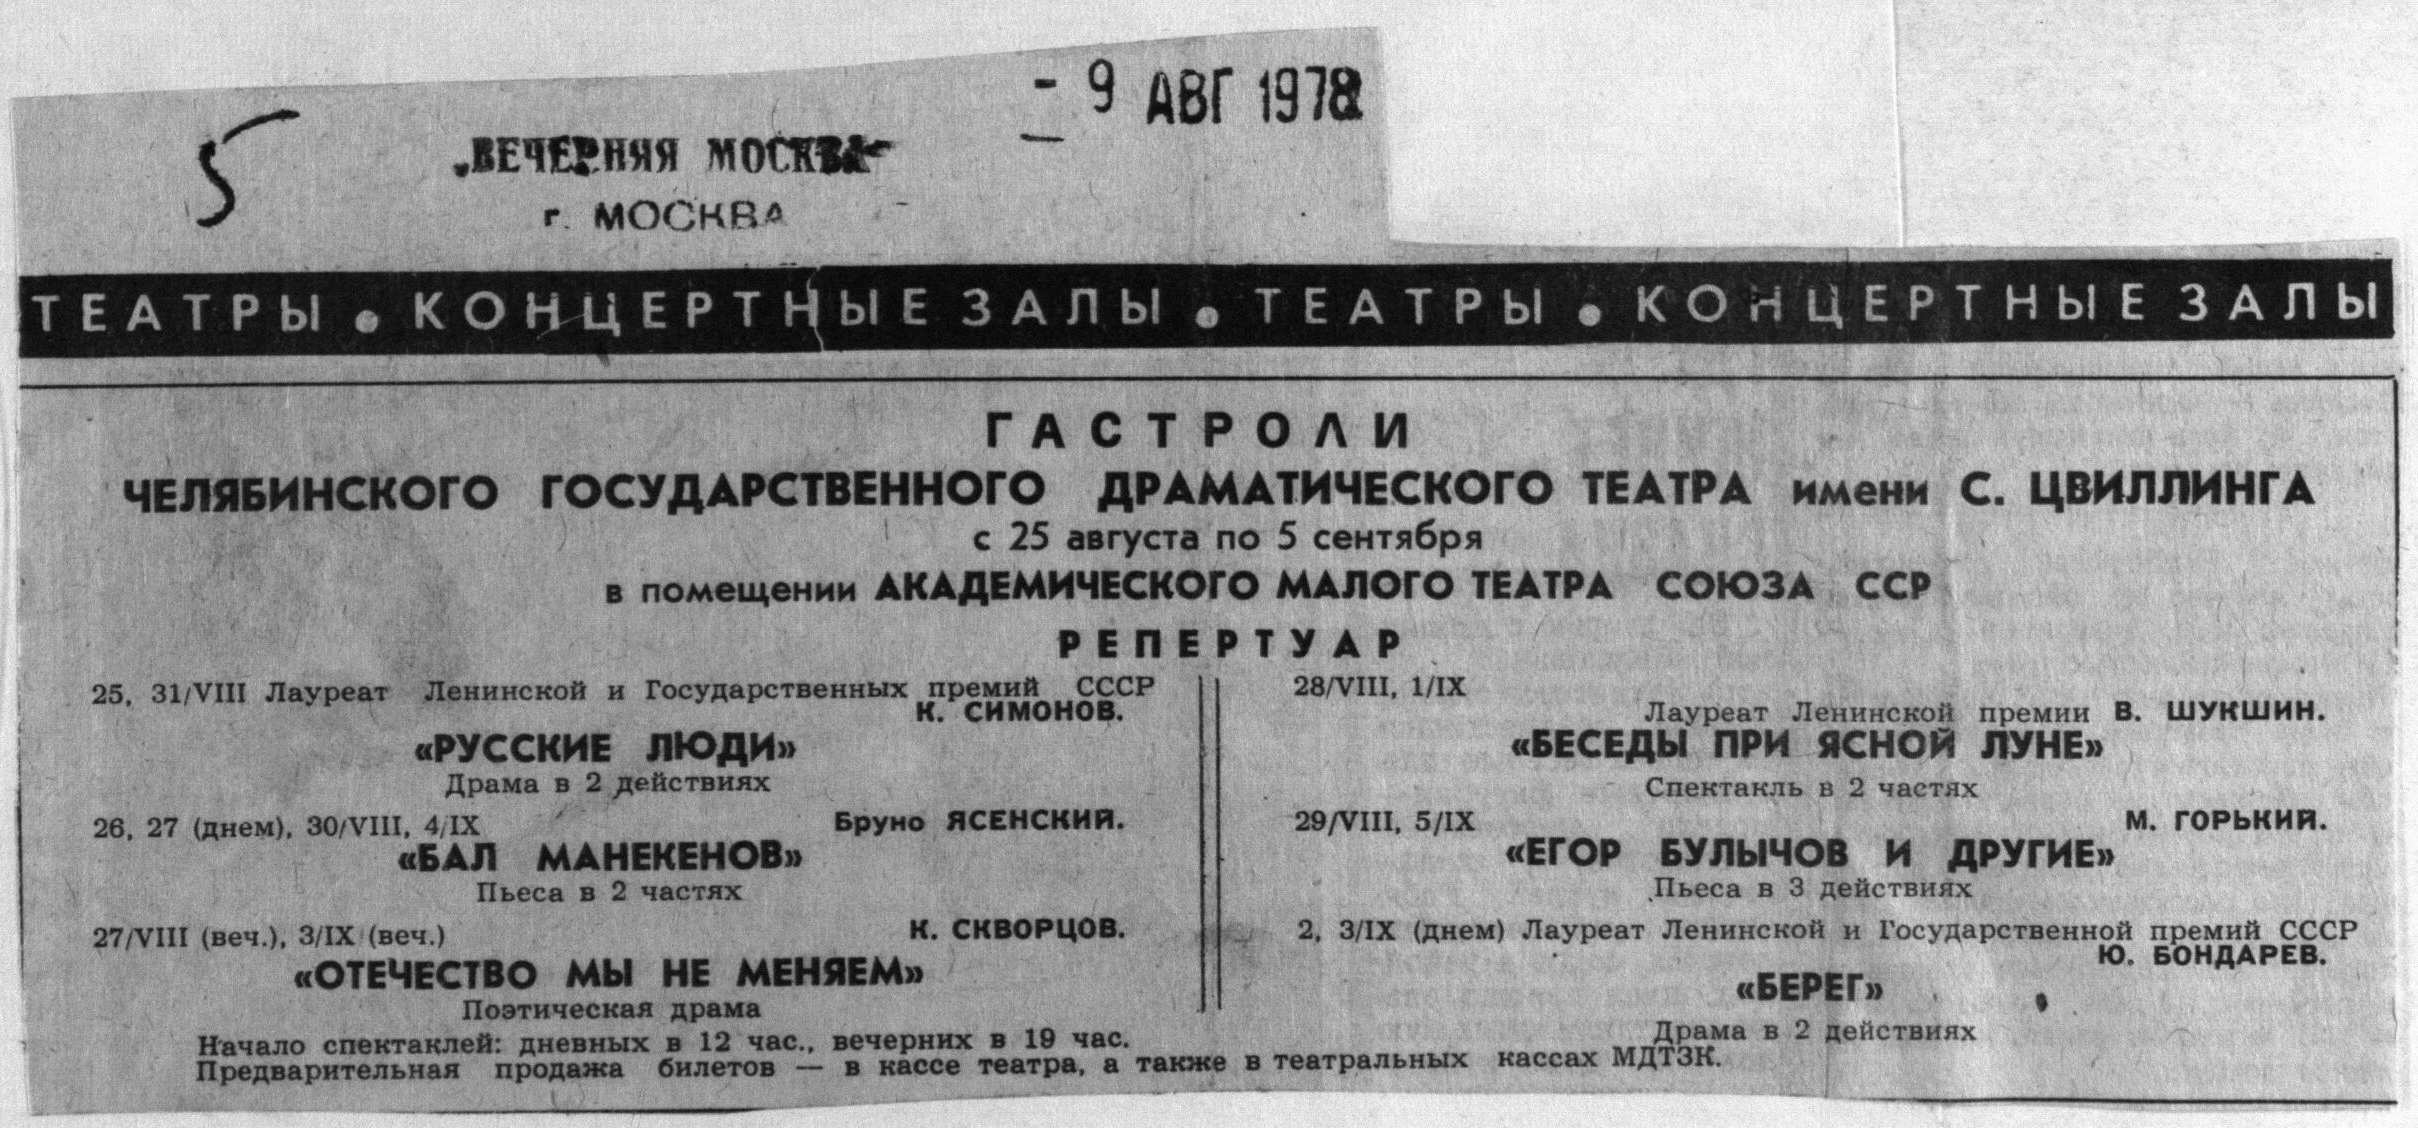 5
- 9 АВГ 1978
„ВЕЧЕРНЯЯ МОСКВА"
г. МОСКВА
ТЕАТРЫ • КОНЦЕРТНЫЕ ЗАЛЫ • ТЕАТРЫ • КОНЦЕРТНЫЕ ЗАЛЫ
ГАСТРОЛИ
ЧЕЛЯБИНСКОГО ГОСУДАРСТВЕННОГО ДРАМАТИЧЕСКОГО ТЕАТРА имени С. ЦВИЛЛИНГА
с 25 августа по 5 сентября
в помещении АКАДЕМИЧЕСКОГО МАЛОГО ТЕАТРА СОЮЗА ССР
РЕПЕРТУАР
25, 31/VIII Лауреат Ленинской и Государственных премий СССР
К. СИМОНОВ.
«РУССКИЕ ЛЮДИ»
Драма в 2 действиях
26, 27 (днем), 30/VIII, 4/IX Бруно ЯСЕНСКИЙ.
«БАЛ МАНЕКЕНОВ»
Пьеса в 2 частях
27/VIII (веч.), 3/IX (веч.) К. СКВОРЦОВ.
«ОТЕЧЕСТВО МЫ НЕ МЕНЯЕМ»
Поэтическая драма
28/VIII, 1/IX
Лауреат Ленинской премии В. ШУКШИН.
«БЕСЕДЫ ПРИ ЯСНОЙ ЛУНЕ»
Спектакль в 2 частях
29/VIII, 5/IX М. ГОРЬКИЙ.
«ЕГОР БУЛЫЧОВ И ДРУГИЕ»
Пьеса в 3 действиях
2, 3/IX (днем) Лауреат Ленинской и Государственной премий СССР
Ю. БОНДАРЕВ.
«БЕРЕГ»
Драма в 2 действиях
Начало спектаклей: дневных в 12 час., вечерних в 19 час.
Предварительная продажа билетов — в кассе театра, а также в театральных кассах МДТЗК.